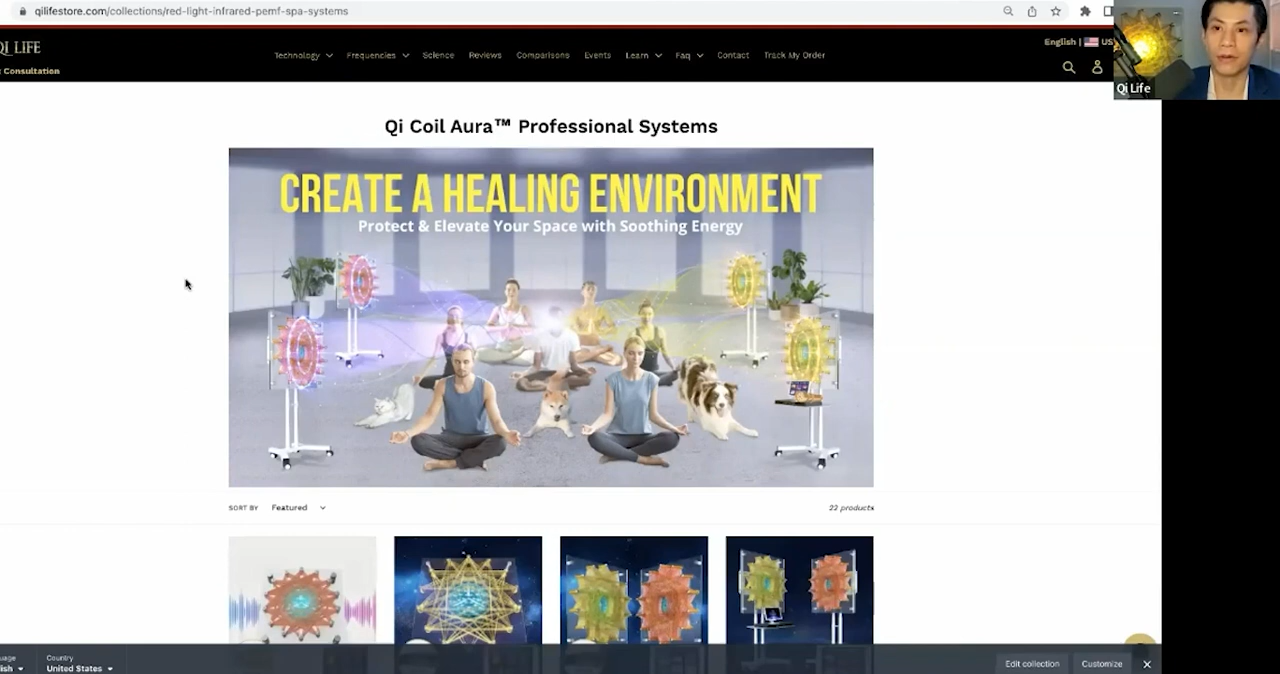 qilifestore.com/collections/red-light-infrared-pemf-spa-systems
QI LIFE
Consultation
Technology Frequencies Science Reviews Comparisons Events Learn Faq Contact Track My Order
English | US
Qi Life
Qi Coil Aura™ Professional Systems
CREATE A HEALING ENVIRONMENT
Protect & Elevate Your Space with Soothing Energy
SORT BY Featured
22 products
uage
ish
Country
United States
Edit collection
Customize